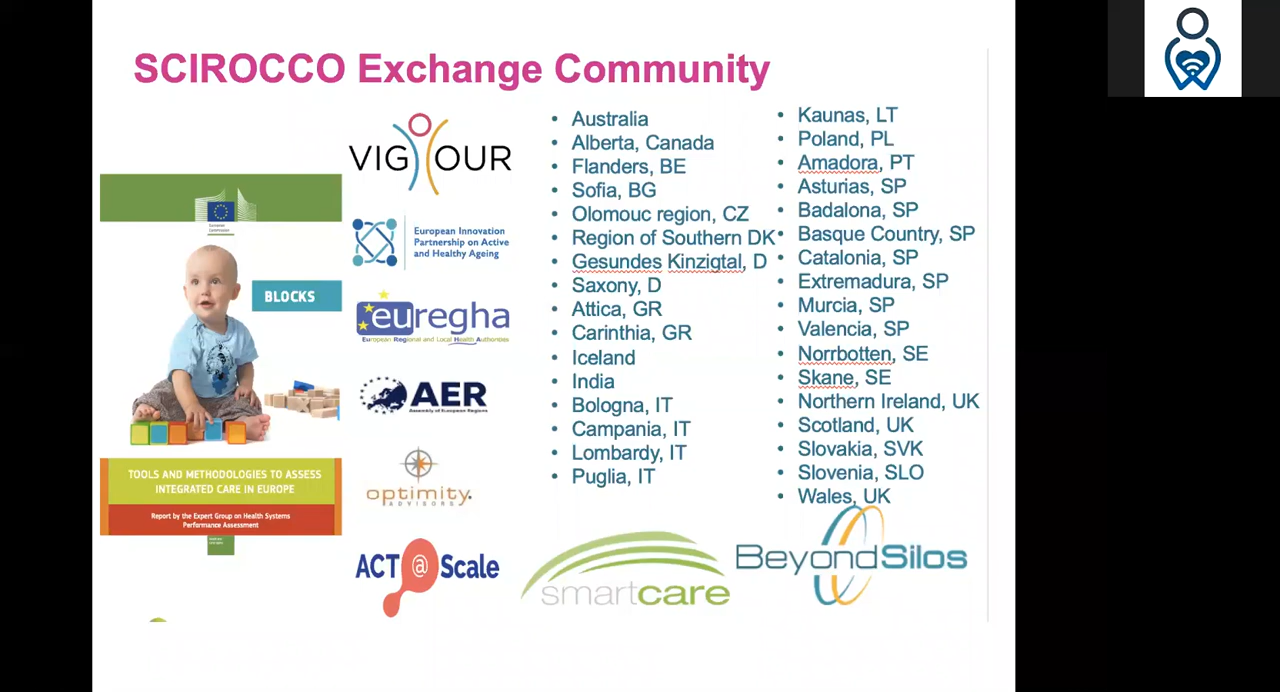 SCIROCCO Exchange Community
BLOCKS
TOOLS AND METHODOLOGIES TO ASSESS
INTEGRATED CARE IN EUROPE
Report by the Expert Group on Health Systems
Performance Assessment
VIGOUR
European Innovation
Partnership on Active
and Healthy Ageing
euregha
European Regional and Local Health Authorities
AER
Assembly of European Regions
optimity
ADVISORS
ACT@Scale
smartcare
BeyondSilos
• Australia
• Alberta, Canada
• Flanders, BE
• Sofia, BG
• Olomouc region, CZ
• Region of Southern DK
• Gesundes Kinzigtal, D
• Saxony, D
• Attica, GR
• Carinthia, GR
• Iceland
• India
• Bologna, IT
• Campania, IT
• Lombardy, IT
• Puglia, IT
• Kaunas, LT
• Poland, PL
• Amadora, PT
• Asturias, SP
• Badalona, SP
• Basque Country, SP
• Catalonia, SP
• Extremadura, SP
• Murcia, SP
• Valencia, SP
• Norrbotten, SE
• Skane, SE
• Northern Ireland, UK
• Scotland, UK
• Slovakia, SVK
• Slovenia, SLO
• Wales, UK